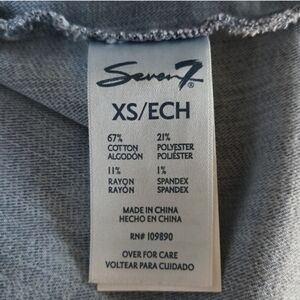 Seven7®
XS/ECH
67% 21%
COTTON POLYESTER
ALGODÓN POLIÉSTER
11% 1%
RAYON SPANDEX
RAYÓN SPANDEX
MADE IN CHINA
HECHO EN CHINA
RN# 109890
OVER FOR CARE
VOLTEAR PARA CUIDADO